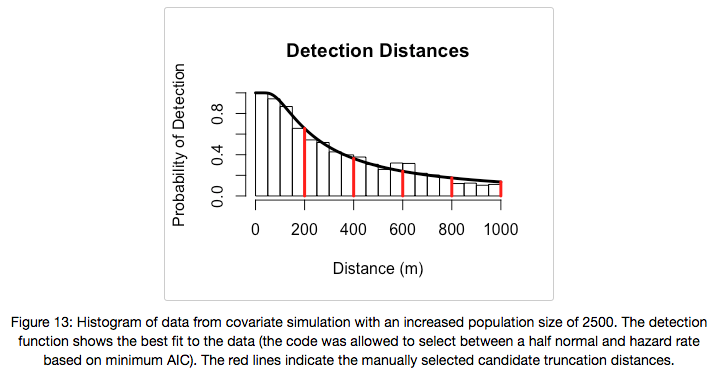 Detection Distances
Probability of Detection
0.8
0.4
0.0
0 200 400 600 800 1000
Distance (m)
Figure 13: Histogram of data from covariate simulation with an increased population size of 2500. The detection
function shows the best fit to the data (the code was allowed to select between a half normal and hazard rate
based on minimum AIC). The red lines indicate the manually selected candidate truncation distances.